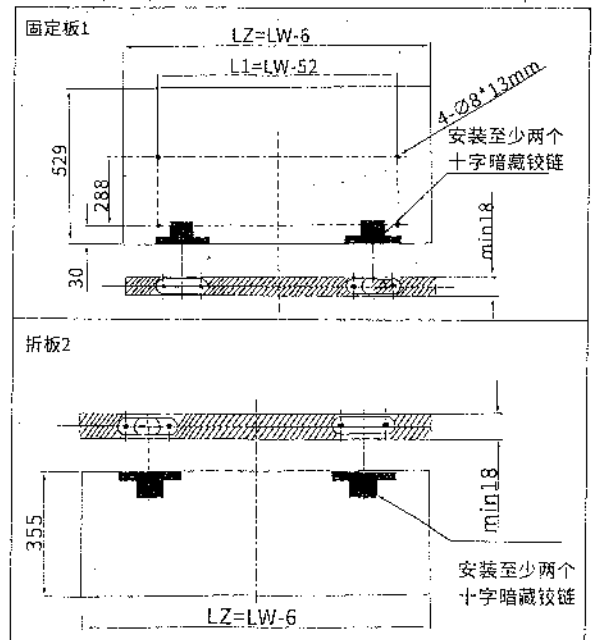 固定板1
LZ=LW-6
L1=LW-52
4-Ø8*13mm
安装至少两个
十字暗藏铰链
529
288
30
min18
折板2
min18
355
安装至少两个
十字暗藏铰链
LZ=LW-6